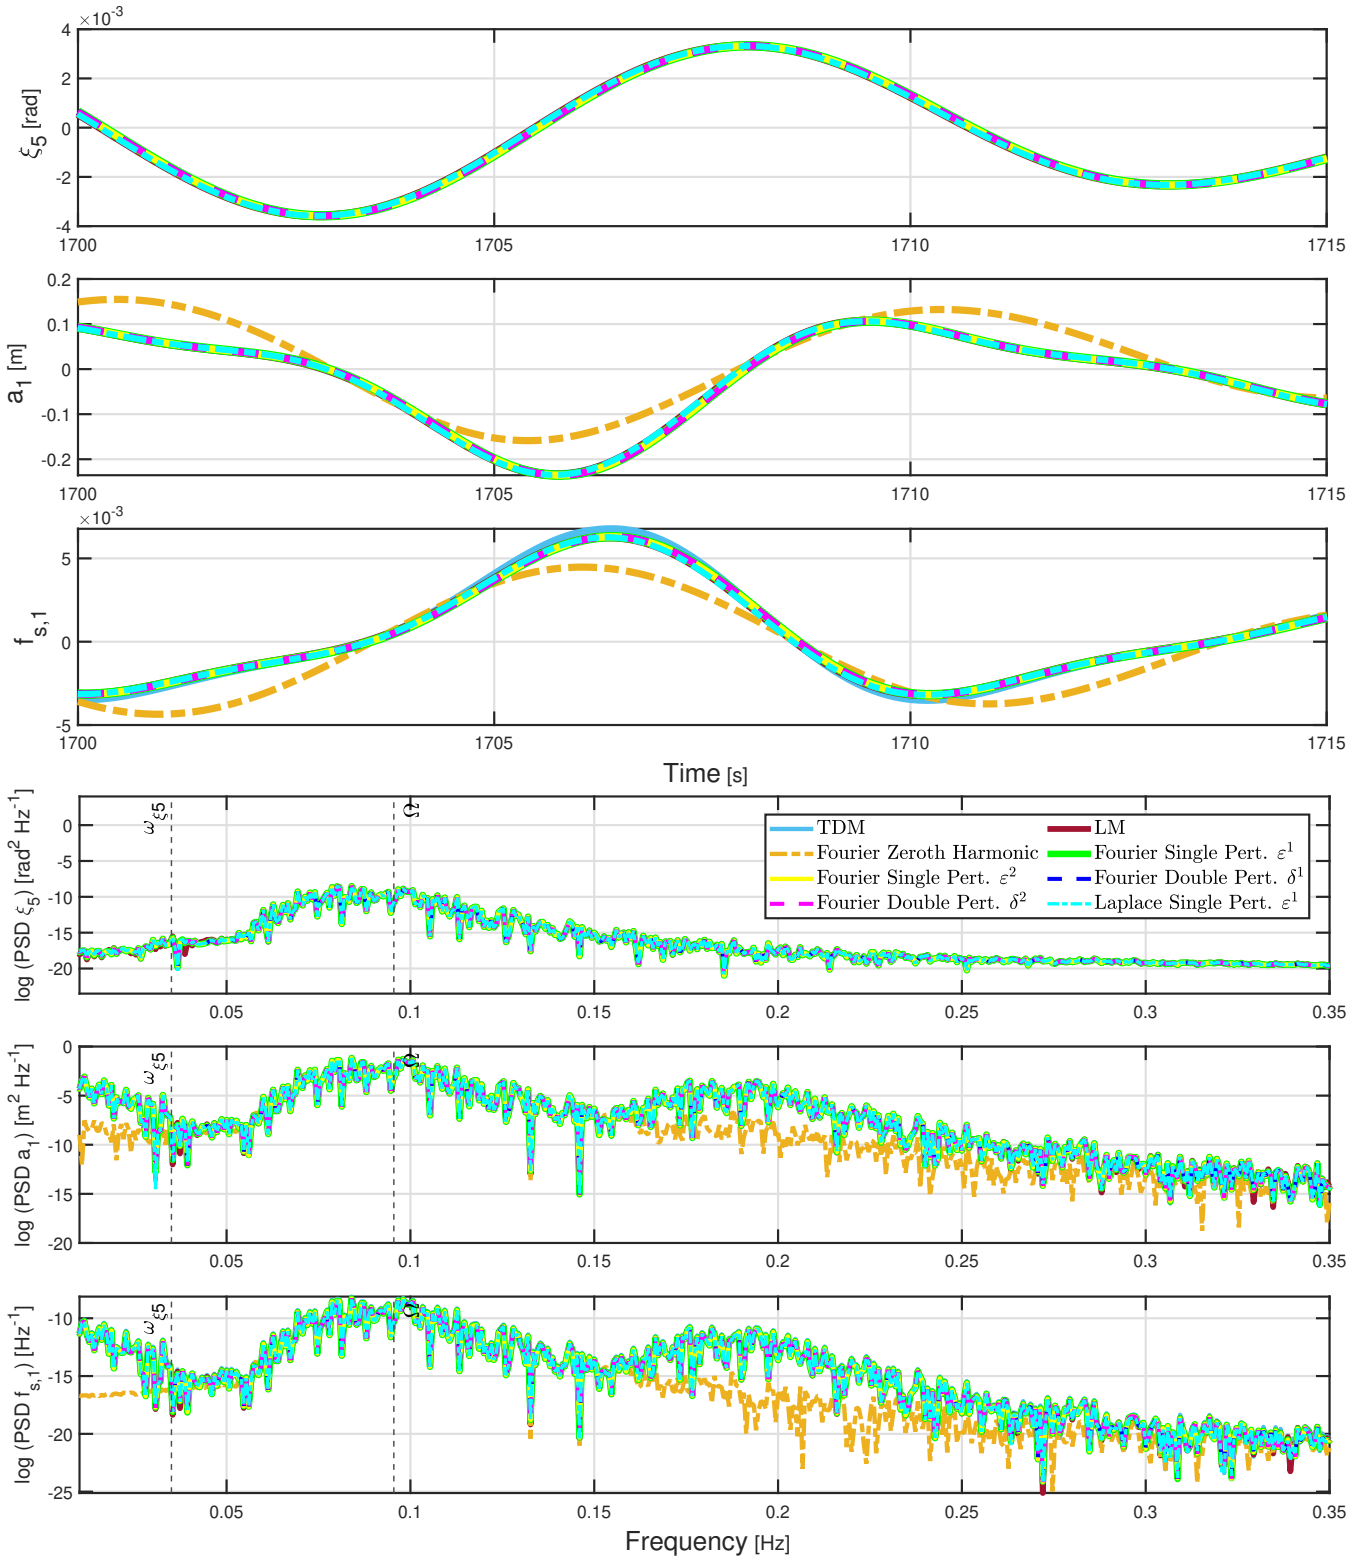 ×10-3
4
2
0
-2
-4
ξ5 [rad]
1700 1705 1710 1715
0.2
0.1
0
-0.1
-0.2
a1 [m]
1700 1705 1710 1715
×10-3
5
0
-5
fs,1
1700 1705 1710 1715
Time [s]
log (PSD ξ5) [rad2 Hz-1]
0
-5
-10
-15
-20
ωξ5
Ω
TDM LM
Fourier Zeroth Harmonic Fourier Single Pert. ε1
Fourier Single Pert. ε2 Fourier Double Pert. δ1
Fourier Double Pert. δ2 Laplace Single Pert. ε1
0.05 0.1 0.15 0.2 0.25 0.3 0.35
log (PSD a1) [m2 Hz-1]
0
-5
-10
-15
-20
ωξ5
Ω
0.05 0.1 0.15 0.2 0.25 0.3 0.35
log (PSD fs,1) [Hz-1]
-10
-15
-20
-25
ωξ5
Ω
0.05 0.1 0.15 0.2 0.25 0.3 0.35
Frequency [Hz]